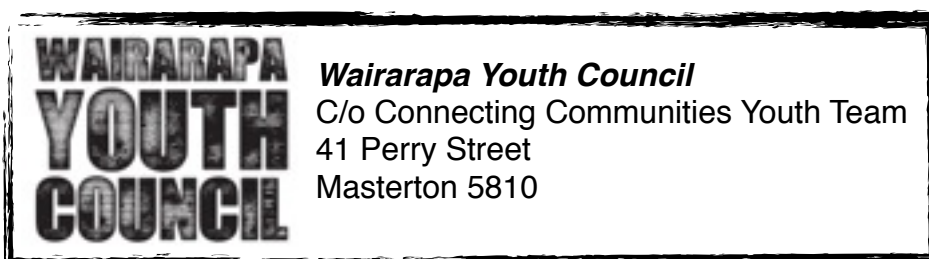 WAIRARAPA
YOUTH
COUNCIL
Wairarapa Youth Council
C/o Connecting Communities Youth Team
41 Perry Street
Masterton 5810